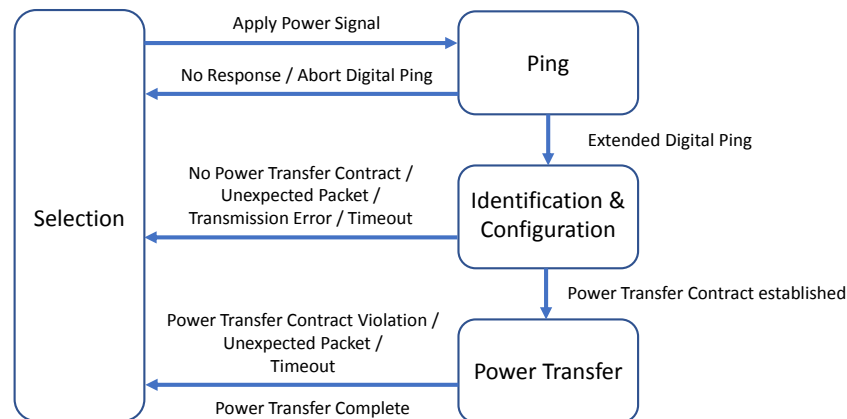 Apply Power Signal
Ping
No Response / Abort Digital Ping
Extended Digital Ping
No Power Transfer Contract /
Unexpected Packet /
Transmission Error / Timeout
Selection
Identification &
Configuration
Power Transfer Contract established
Power Transfer Contract Violation /
Unexpected Packet /
Timeout
Power Transfer
Power Transfer Complete